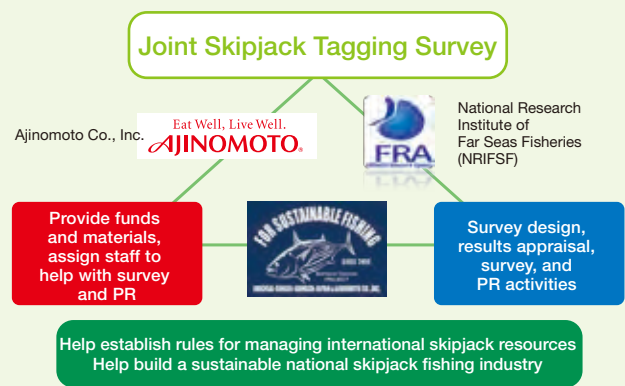 Joint Skipjack Tagging Survey
Ajinomoto Co., Inc.
Eat Well, Live Well.
AJINOMOTO®
FRA
National Research
Institute of
Far Seas Fisheries
(NRIFSF)
Provide funds
and materials,
assign staff to
help with survey
and PR
FOR SUSTAINABLE FISHING
Survey design,
results appraisal,
survey, and
PR activities
Help establish rules for managing international skipjack resources
Help build a sustainable national skipjack fishing industry